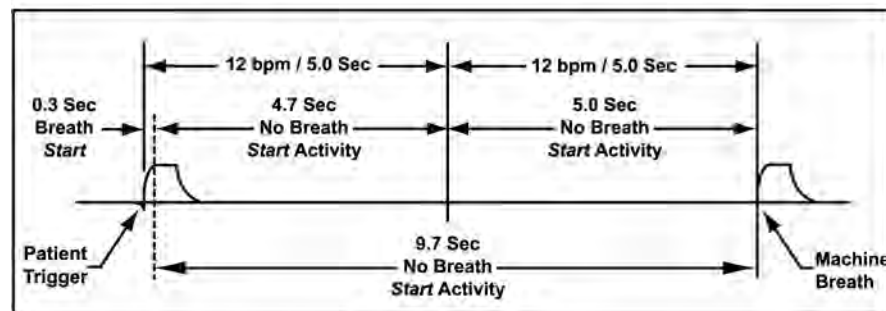 12 bpm / 5.0 Sec
12 bpm / 5.0 Sec
0.3 Sec
Breath
Start
4.7 Sec
No Breath
Start Activity
5.0 Sec
No Breath
Start Activity
Patient
Trigger
9.7 Sec
No Breath
Start Activity
Machine
Breath